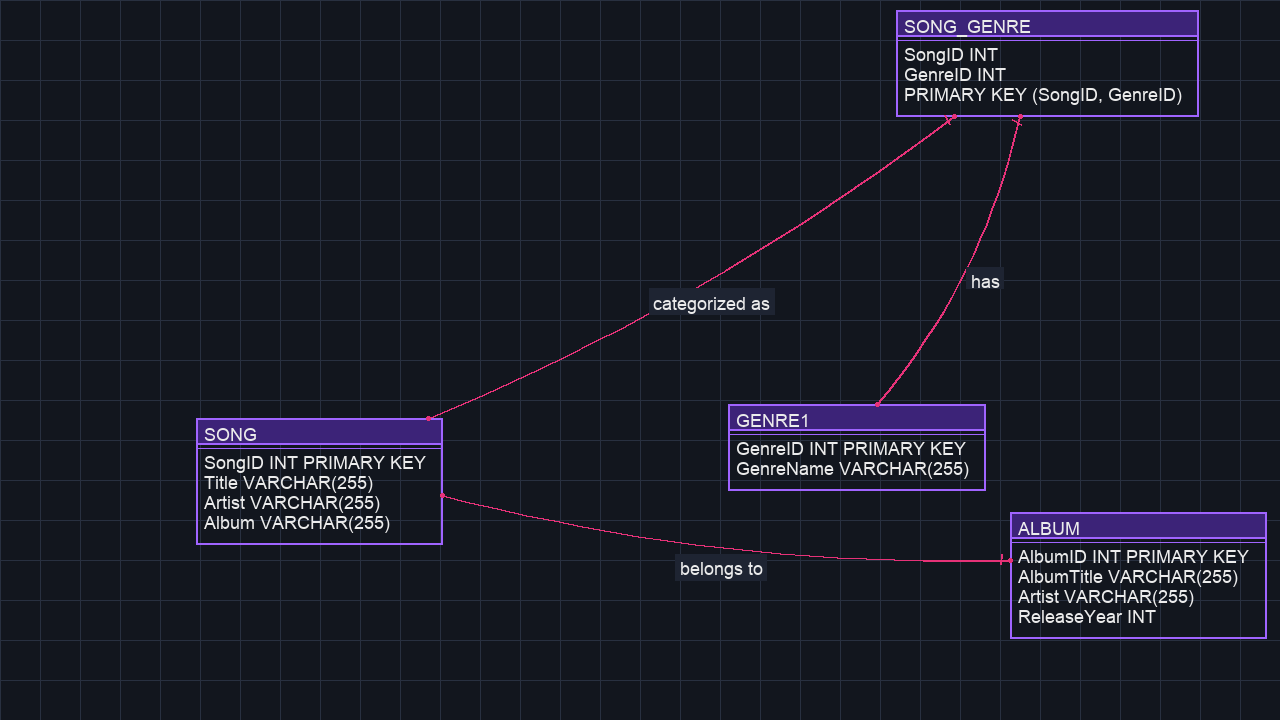 SONG_GENRE
SongID INT
GenreID INT
PRIMARY KEY (SongID, GenreID)
has
categorized as
SONG
SongID INT PRIMARY KEY
Title VARCHAR(255)
Artist VARCHAR(255)
Album VARCHAR(255)
GENRE1
GenreID INT PRIMARY KEY
GenreName VARCHAR(255)
belongs to
ALBUM
AlbumID INT PRIMARY KEY
AlbumTitle VARCHAR(255)
Artist VARCHAR(255)
ReleaseYear INT